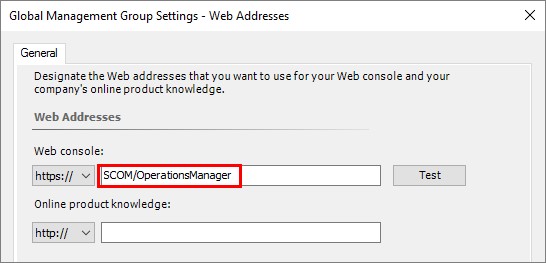 Global Management Group Settings - Web Addresses
General
Designate the Web addresses that you want to use for your Web console and your
company's online product knowledge.
Web Addresses
Web console:
https:// SCOM/OperationsManager Test
Online product knowledge:
http://